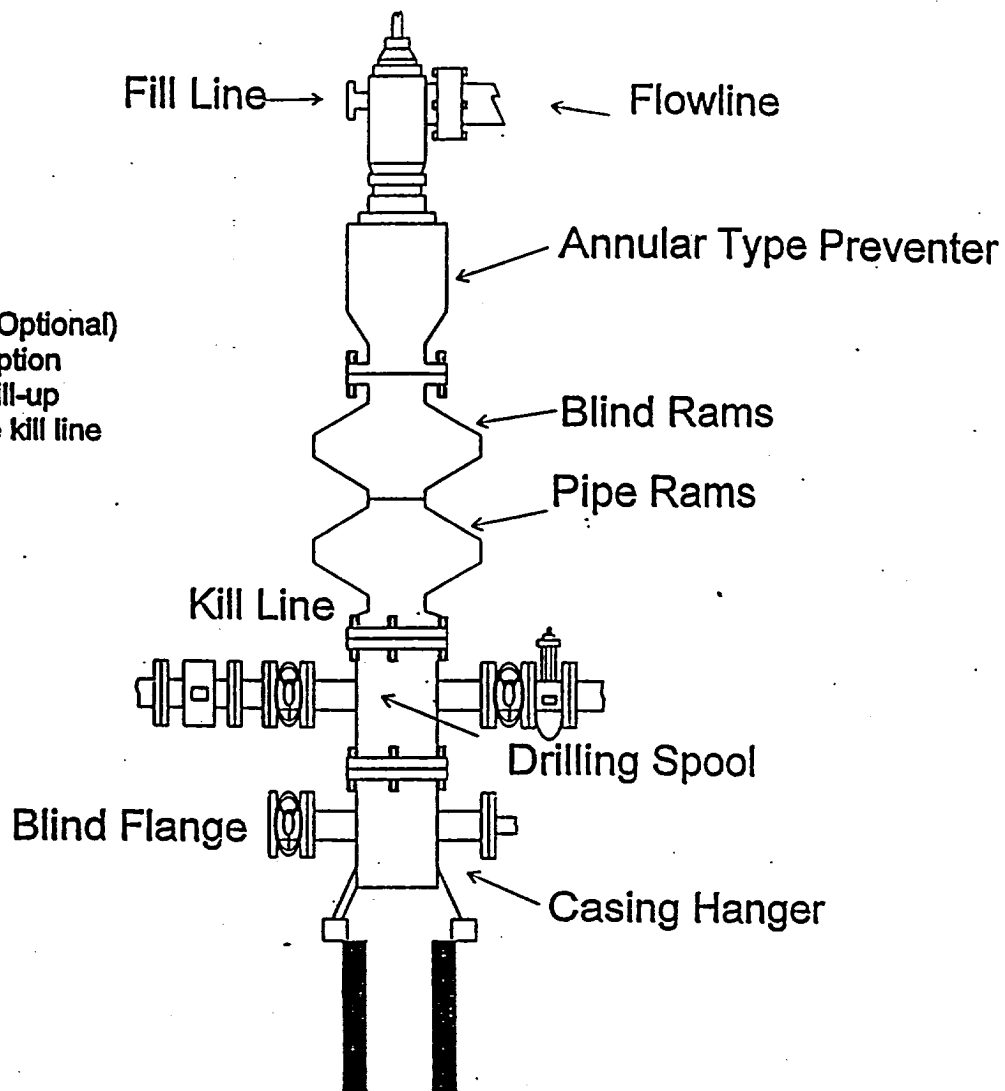 Fill Line
Flowline
Annular Type Preventer
Optional)
ption
ill-up
kill line
Blind Rams
Pipe Rams
Kill Line
Drilling Spool
Blind Flange
Casing Hanger